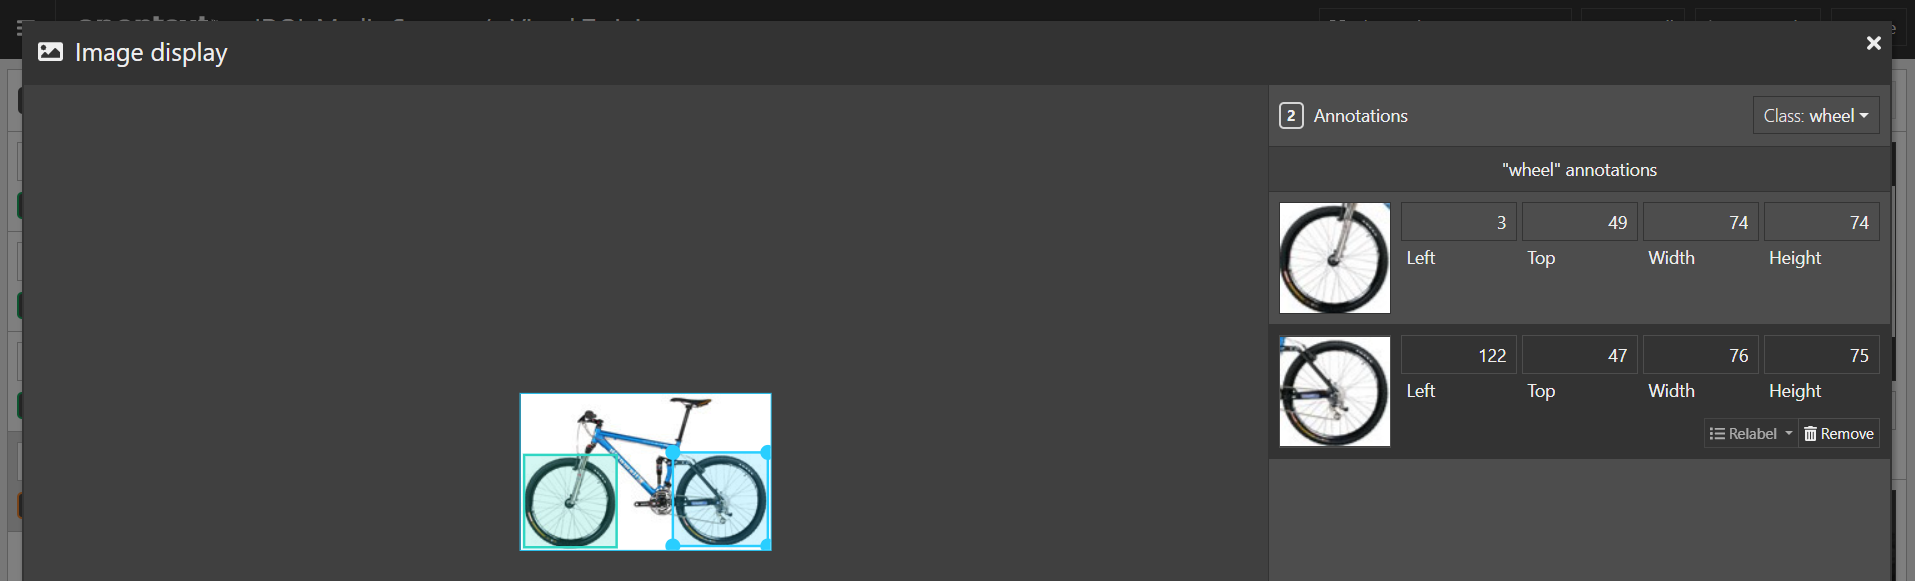 Image display
2 Annotations
Class: wheel
"wheel" annotations
3 49 74 74
Left Top Width Height
122 47 76 75
Left Top Width Height
Relabel Remove